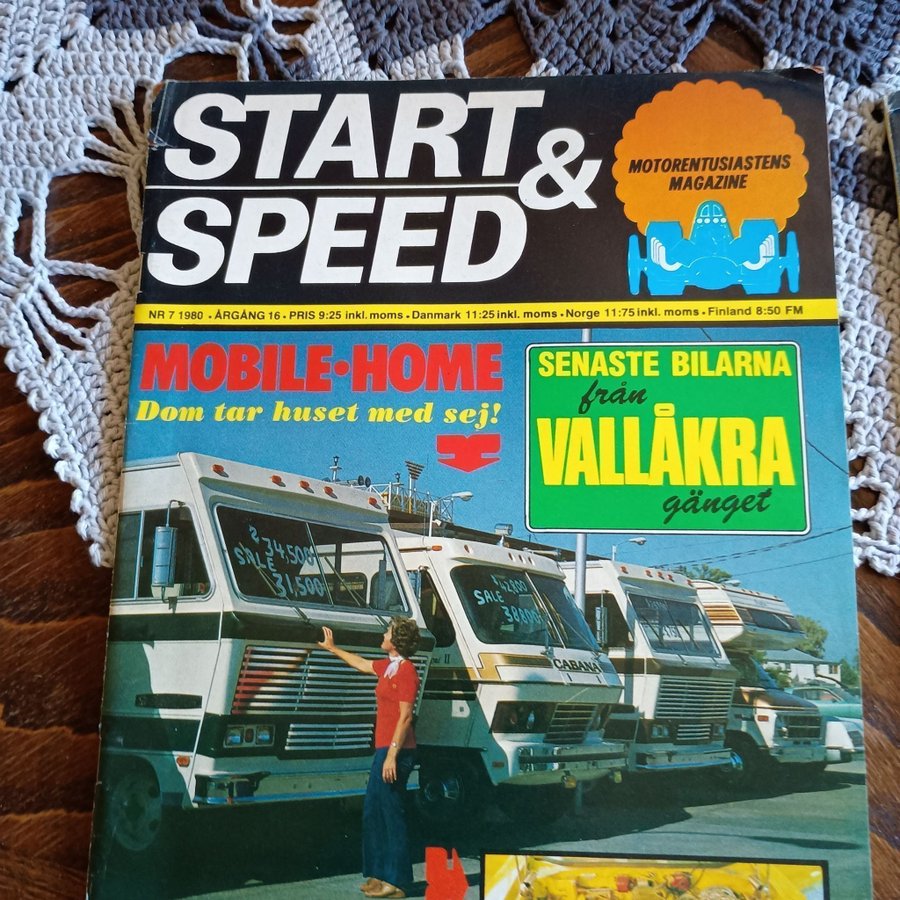 START
&
SPEED
MOTORENTUSIASTENS
MAGAZINE
NR 7 1980 • ÅRGÅNG 16 • PRIS 9:25 inkl. moms • Danmark 11:25 inkl. moms • Norge 11:75 inkl. moms • Finland 8:50 FM
MOBILE•HOME
Dom tar huset med sej!
SENASTE BILARNA
från
VALLÅKRA
gänget
$34,500
SALE
31,500
SALE
CABANA